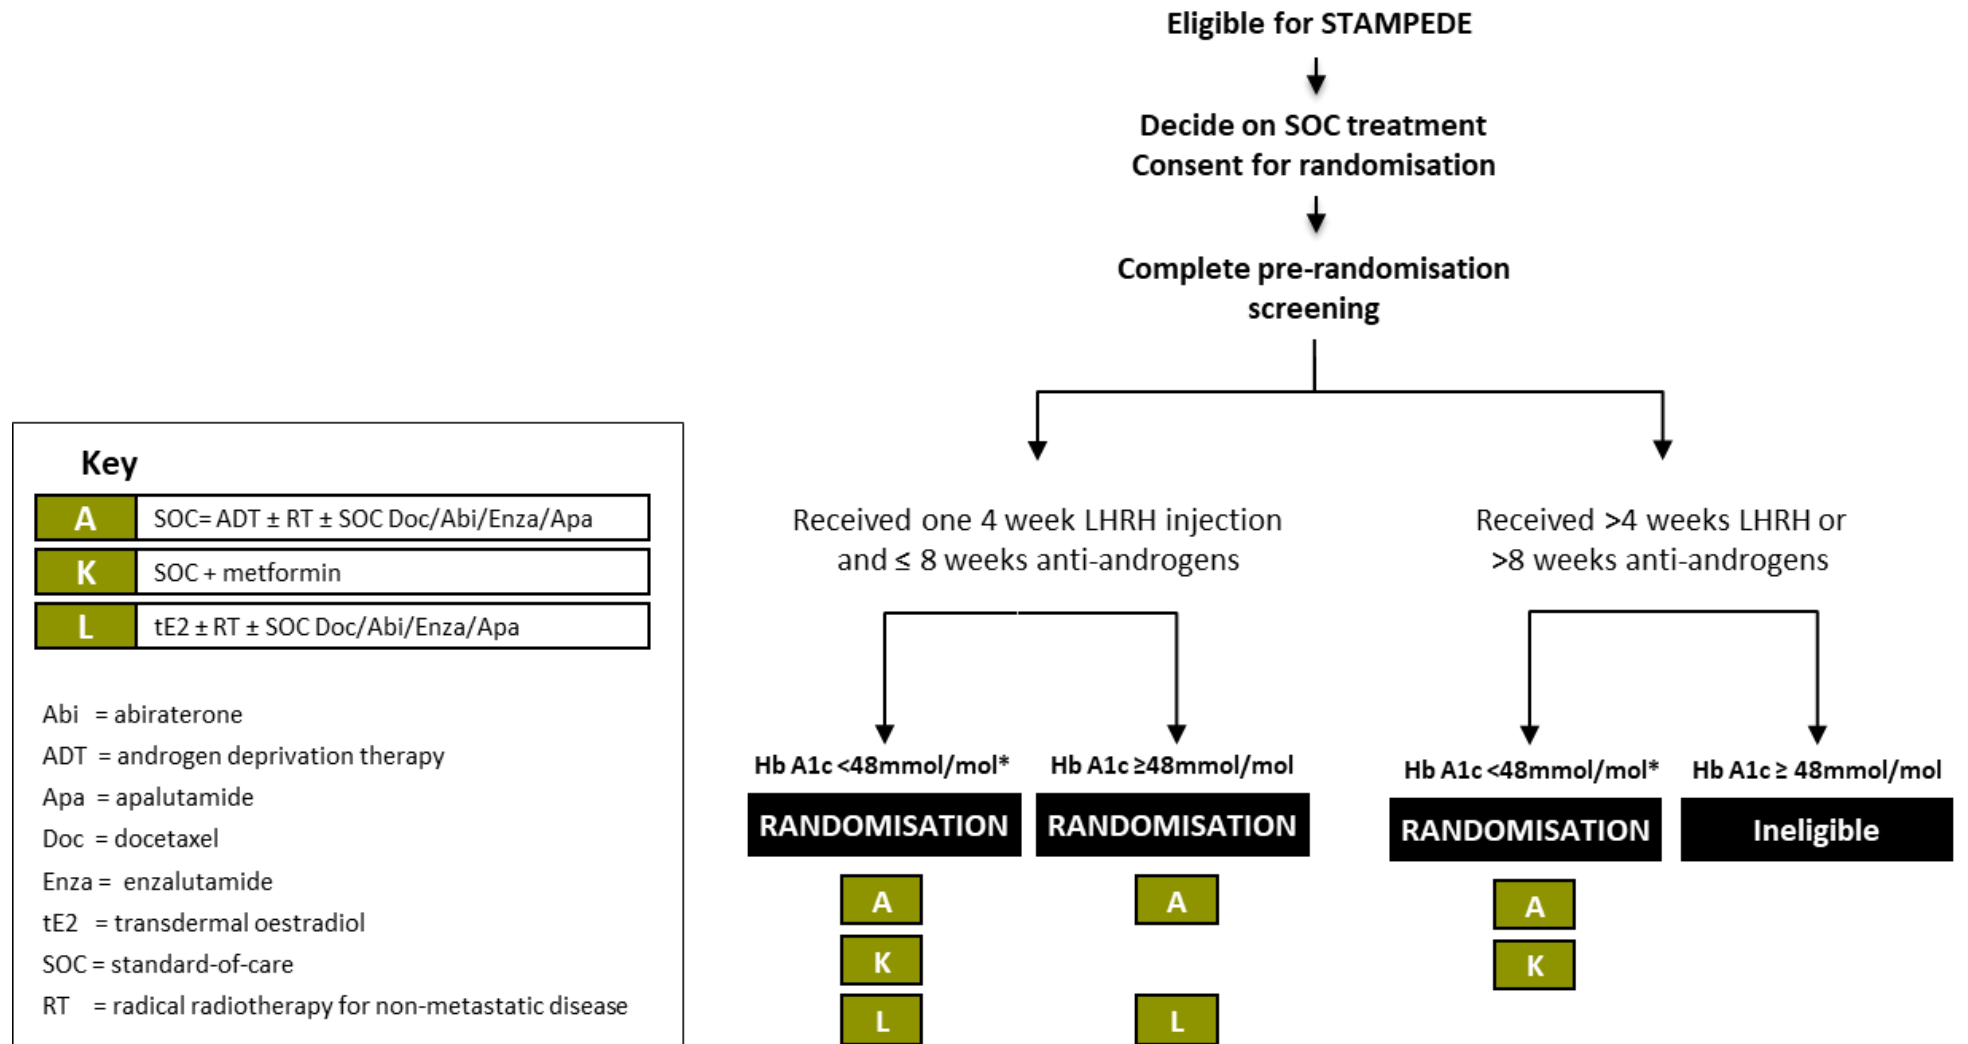 Eligible for STAMPEDE
Decide on SOC treatment
Consent for randomisation
Complete pre-randomisation
screening
Key
A SOC= ADT ± RT ± SOC Doc/Abi/Enza/Apa
K SOC + metformin
L tE2 ± RT ± SOC Doc/Abi/Enza/Apa
Abi = abiraterone
ADT = androgen deprivation therapy
Apa = apalutamide
Doc = docetaxel
Enza = enzalutamide
tE2 = transdermal oestradiol
SOC = standard-of-care
RT = radical radiotherapy for non-metastatic disease
Received one 4 week LHRH injection
and ≤ 8 weeks anti-androgens
Received >4 weeks LHRH or
>8 weeks anti-androgens
Hb A1c <48mmol/mol*
RANDOMISATION
A
K
L
Hb A1c ≥48mmol/mol
RANDOMISATION
A
L
Hb A1c <48mmol/mol*
RANDOMISATION
A
K
Hb A1c ≥ 48mmol/mol
Ineligible